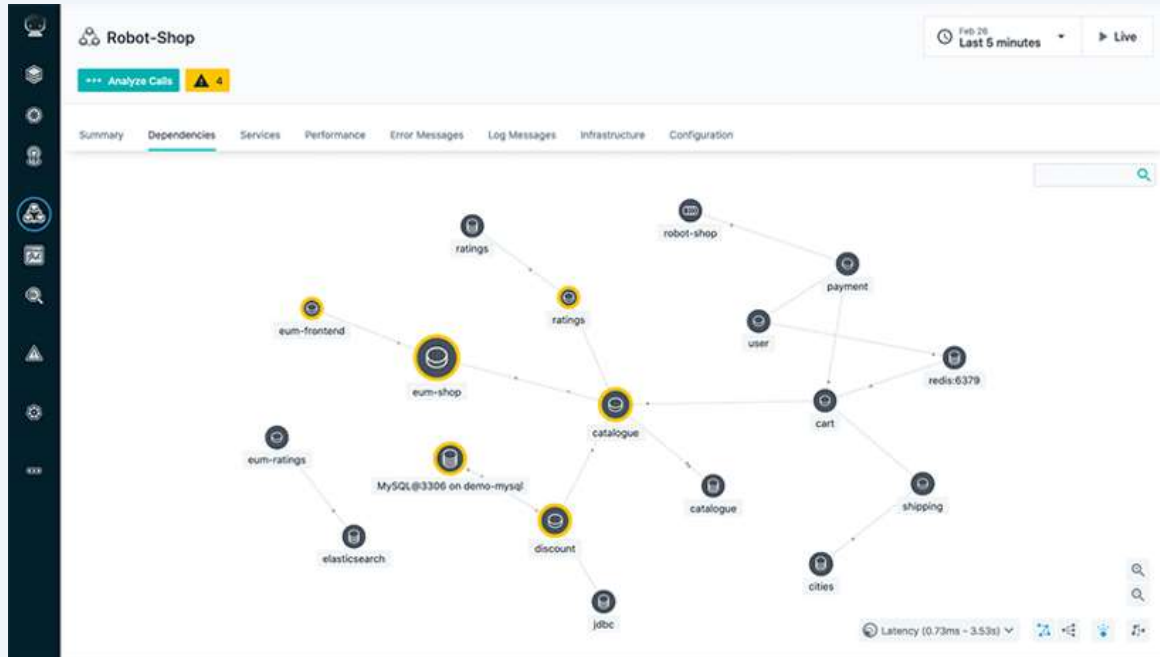 Robot-Shop
Feb 26
Last 5 minutes
Live
Analyze Calls
4
Summary
Dependencies
Services
Performance
Error Messages
Log Messages
Infrastructure
Configuration
robot-shop
ratings
payment
ratings
eum-frontend
user
redis:6379
eum-shop
cart
catalogue
eum-ratings
MySQL@3306 on demo-mysql
catalogue
shipping
discount
elasticsearch
cities
jdbc
Latency (0.73ms - 3.53s)